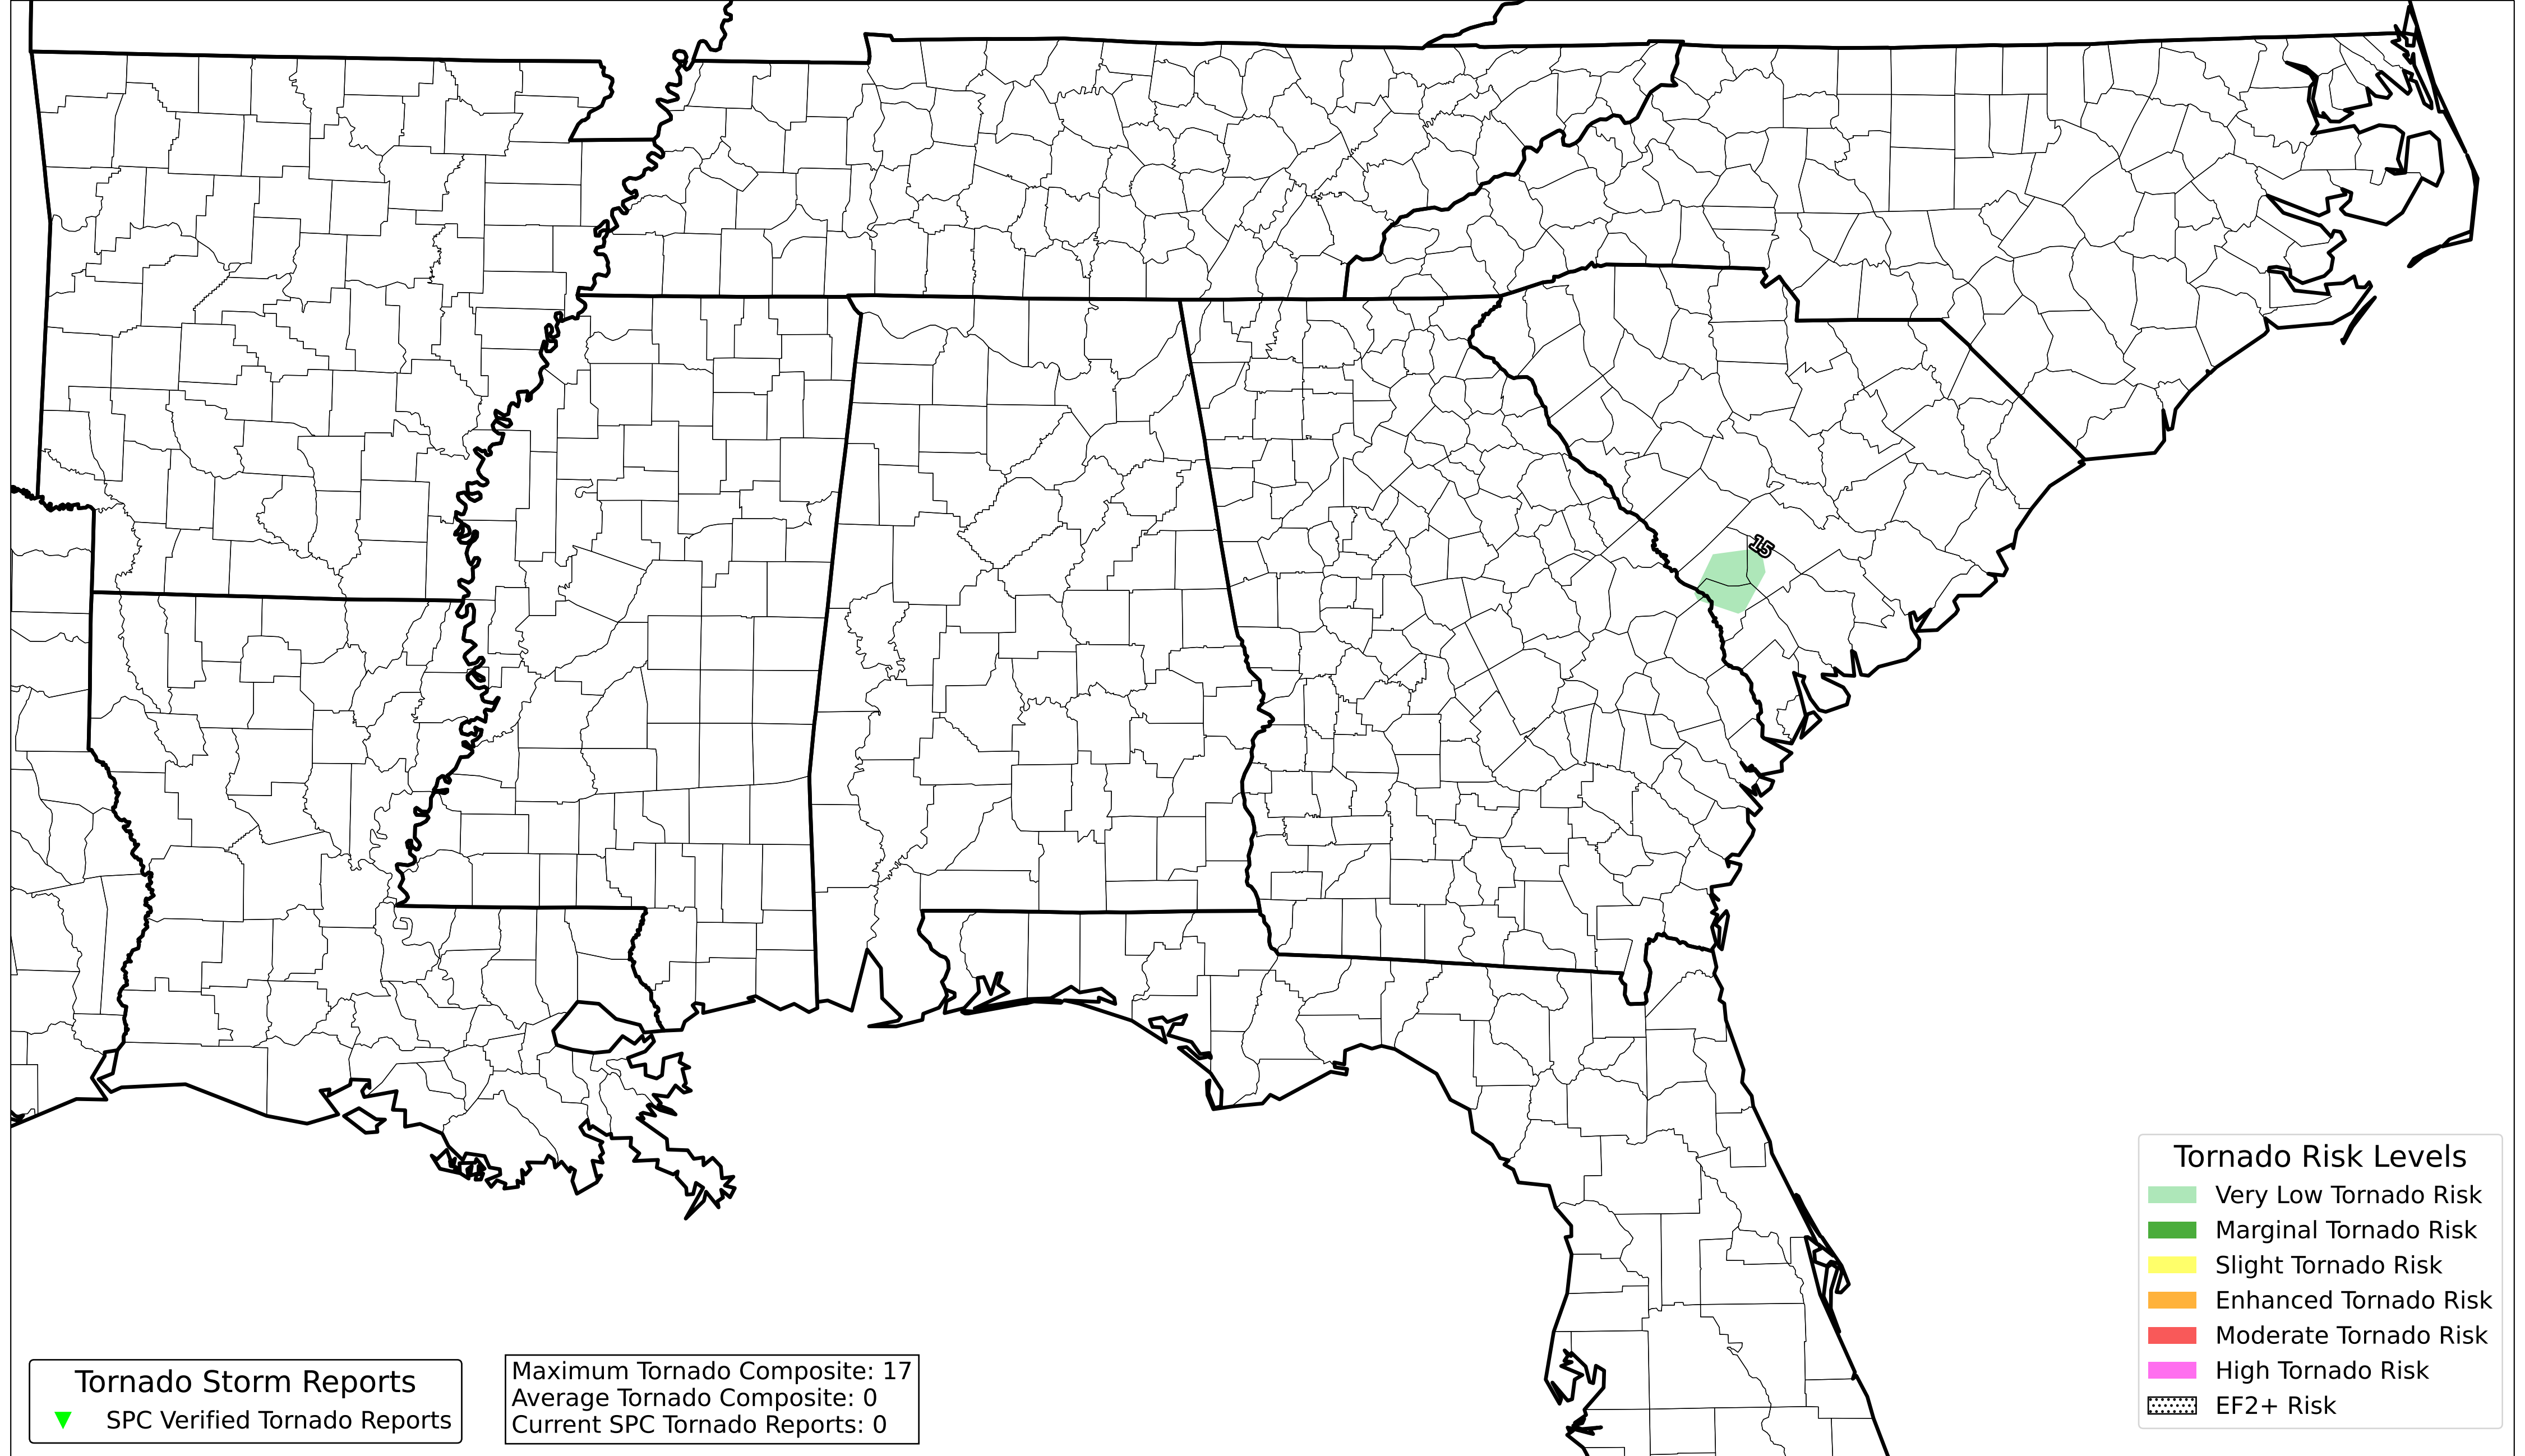 15
Tornado Risk Levels
Very Low Tornado Risk
Marginal Tornado Risk
Slight Tornado Risk
Enhanced Tornado Risk
Moderate Tornado Risk
High Tornado Risk
EF2+ Risk
Tornado Storm Reports
SPC Verified Tornado Reports
Maximum Tornado Composite: 17
Average Tornado Composite: 0
Current SPC Tornado Reports: 0